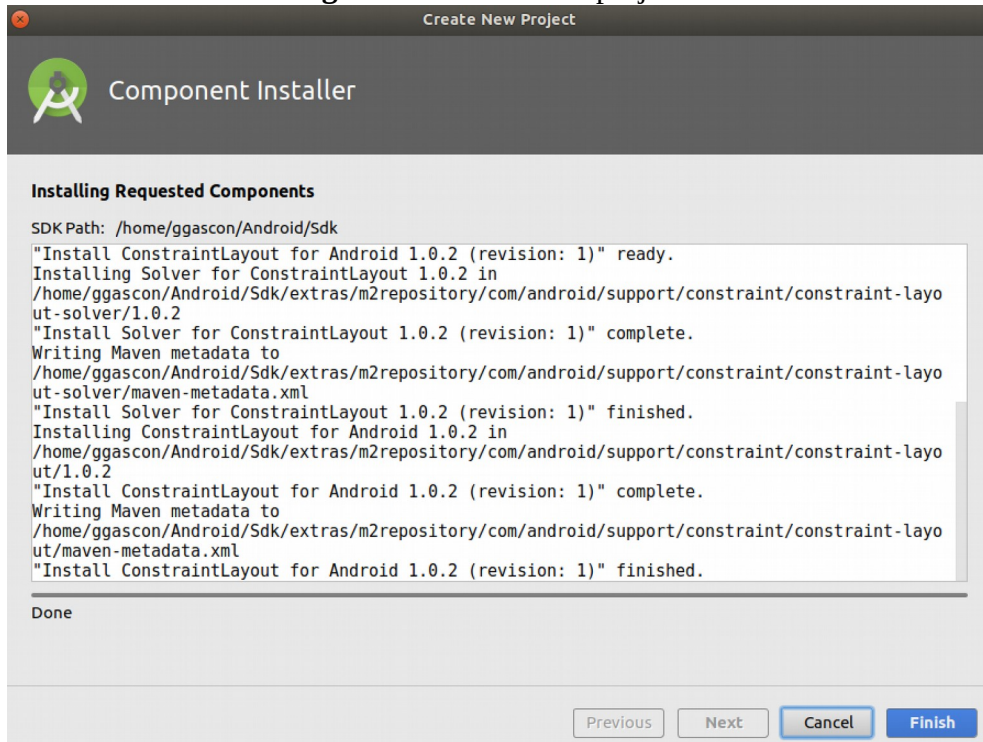 Create New Project
Component Installer
Installing Requested Components
SDK Path: /home/ggascon/Android/Sdk
"Install ConstraintLayout for Android 1.0.2 (revision: 1)" ready.
Installing Solver for ConstraintLayout 1.0.2 in
/home/ggascon/Android/Sdk/extras/m2repository/com/android/support/constraint/constraint-layo
ut-solver/1.0.2
"Install Solver for ConstraintLayout 1.0.2 (revision: 1)" complete.
Writing Maven metadata to
/home/ggascon/Android/Sdk/extras/m2repository/com/android/support/constraint/constraint-layo
ut-solver/maven-metadata.xml
"Install Solver for ConstraintLayout 1.0.2 (revision: 1)" finished.
Installing ConstraintLayout for Android 1.0.2 in
/home/ggascon/Android/Sdk/extras/m2repository/com/android/support/constraint/constraint-layo
ut/1.0.2
"Install ConstraintLayout for Android 1.0.2 (revision: 1)" complete.
Writing Maven metadata to
/home/ggascon/Android/Sdk/extras/m2repository/com/android/support/constraint/constraint-layo
ut/maven-metadata.xml
"Install ConstraintLayout for Android 1.0.2 (revision: 1)" finished.
Done
Previous Next Cancel Finish